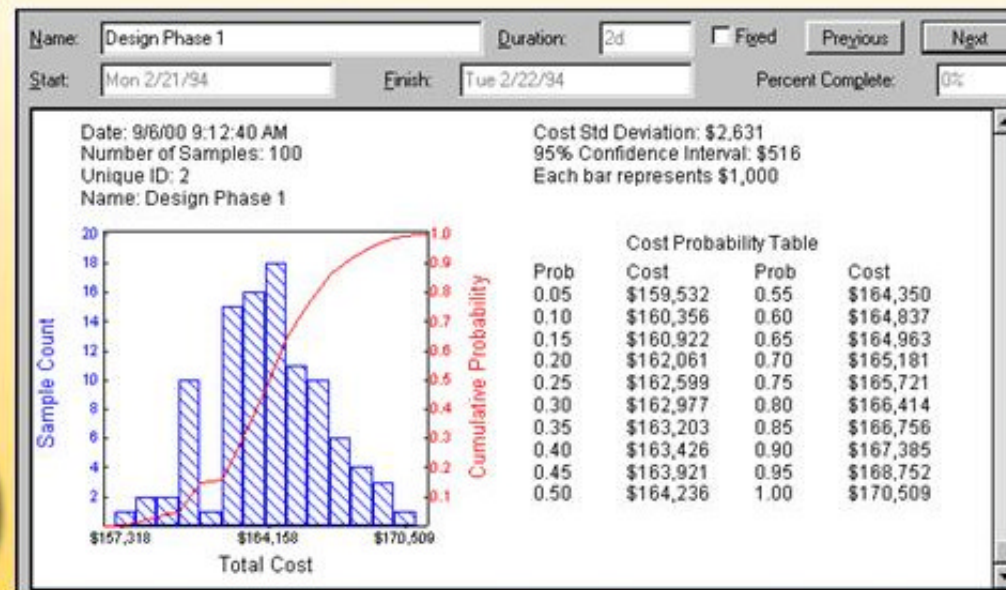 Name: Design Phase 1 Duration: 2d Fixed Previous Next
Start: Mon 2/21/94 Finish: Tue 2/22/94 Percent Complete: 0%
Date: 9/6/00 9:12:40 AM
Number of Samples: 100
Unique ID: 2
Name: Design Phase 1
Cost Std Deviation: $2,631
95% Confidence Interval: $516
Each bar represents $1,000
Sample Count
20
18
16
14
12
10
8
6
4
2
1.0
0.9
0.8
0.7
0.6
0.5
0.4
0.3
0.2
0.1
Cumulative Probability
$157,318 $164,158 $170,509
Total Cost
Cost Probability Table
Prob Cost Prob Cost
0.05 $159,532 0.55 $164,350
0.10 $160,356 0.60 $164,837
0.15 $160,922 0.65 $164,963
0.20 $162,061 0.70 $165,181
0.25 $162,599 0.75 $165,721
0.30 $162,977 0.80 $166,414
0.35 $163,203 0.85 $166,756
0.40 $163,426 0.90 $167,385
0.45 $163,921 0.95 $168,752
0.50 $164,236 1.00 $170,509